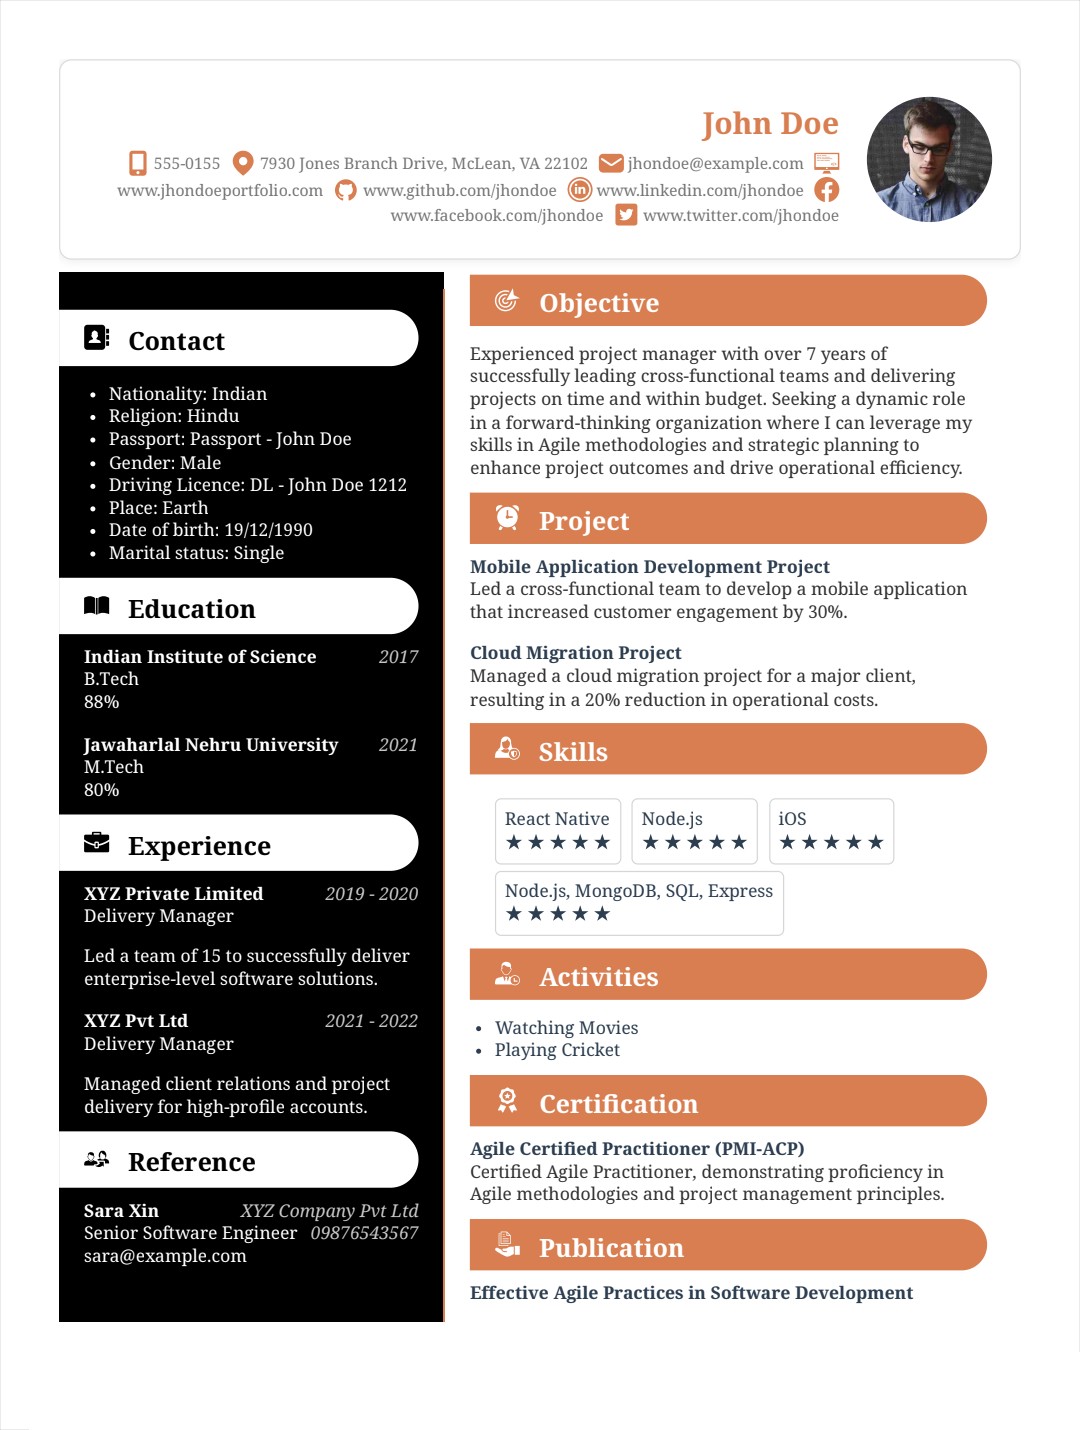 John Doe
555-0155 7930 Jones Branch Drive, McLean, VA 22102 jhondoe@example.com
www.jhondoeportfolio.com www.github.com/jhondoe www.linkedin.com/jhondoe
www.facebook.com/jhondoe www.twitter.com/jhondoe
Contact
• Nationality: Indian
• Religion: Hindu
• Passport: Passport - John Doe
• Gender: Male
• Driving Licence: DL - John Doe 1212
• Place: Earth
• Date of birth: 19/12/1990
• Marital status: Single
Education
Indian Institute of Science 2017
B.Tech
88%
Jawaharlal Nehru University 2021
M.Tech
80%
Experience
XYZ Private Limited 2019 - 2020
Delivery Manager
Led a team of 15 to successfully deliver
enterprise-level software solutions.
XYZ Pvt Ltd 2021 - 2022
Delivery Manager
Managed client relations and project
delivery for high-profile accounts.
Reference
Sara Xin XYZ Company Pvt Ltd
Senior Software Engineer 09876543567
sara@example.com
Objective
Experienced project manager with over 7 years of
successfully leading cross-functional teams and delivering
projects on time and within budget. Seeking a dynamic role
in a forward-thinking organization where I can leverage my
skills in Agile methodologies and strategic planning to
enhance project outcomes and drive operational efficiency.
Project
Mobile Application Development Project
Led a cross-functional team to develop a mobile application
that increased customer engagement by 30%.
Cloud Migration Project
Managed a cloud migration project for a major client,
resulting in a 20% reduction in operational costs.
Skills
React Native Node.js iOS
★★★★★ ★★★★★ ★★★★★
Node.js, MongoDB, SQL, Express
★★★★★
Activities
• Watching Movies
• Playing Cricket
Certification
Agile Certified Practitioner (PMI-ACP)
Certified Agile Practitioner, demonstrating proficiency in
Agile methodologies and project management principles.
Publication
Effective Agile Practices in Software Development